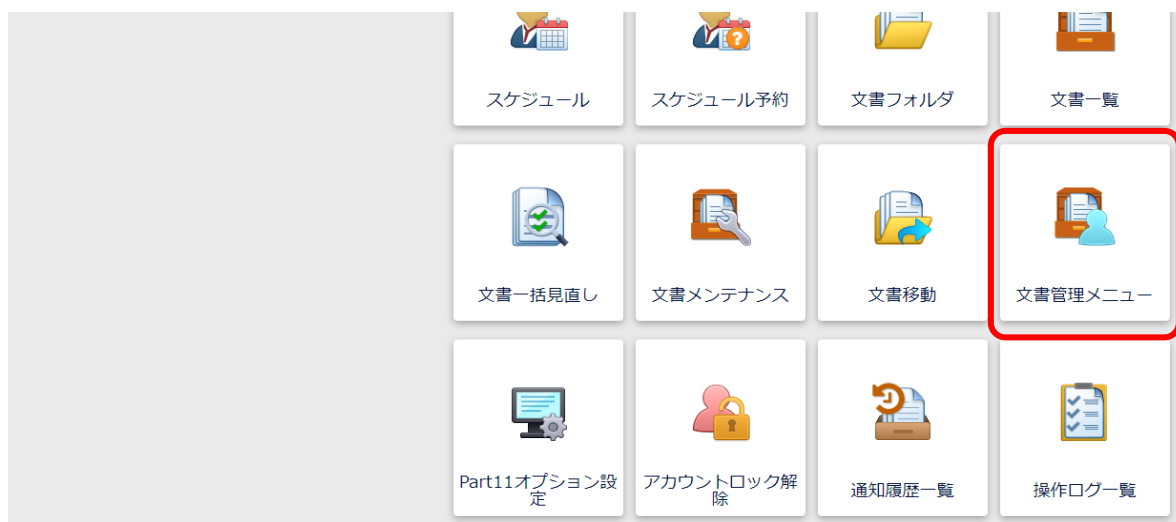 スケジュール
スケジュール予約
文書フォルダ
文書一覧
文書一括見直し
文書メンテナンス
文書移動
文書管理メニュー
Part11オプション設
定
アカウントロック解
除
通知履歴一覧
操作ログ一覧